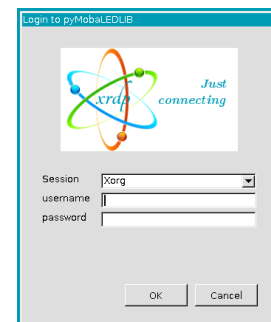 Login to pyMobaLEDLIB
Just
xrdp connecting
Session Xorg
username
password
OK Cancel